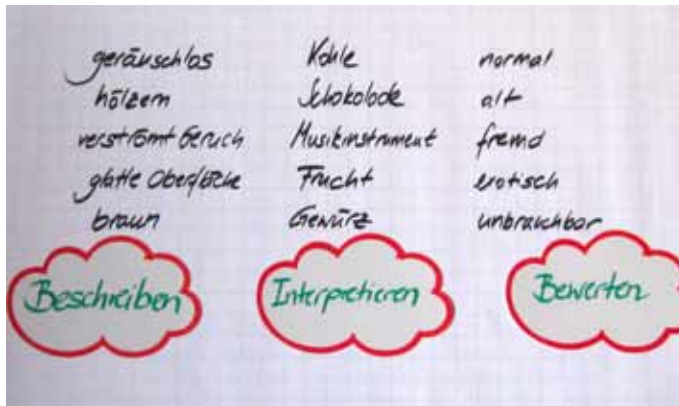 geräuschlos Kohle normal
hölzern Schokolade alt
verströmt Geruch Musikinstrument fremd
glatte Oberfläche Frucht exotisch
braun Gewürz unbrauchbar
Beschreiben Interpretieren Bewerten